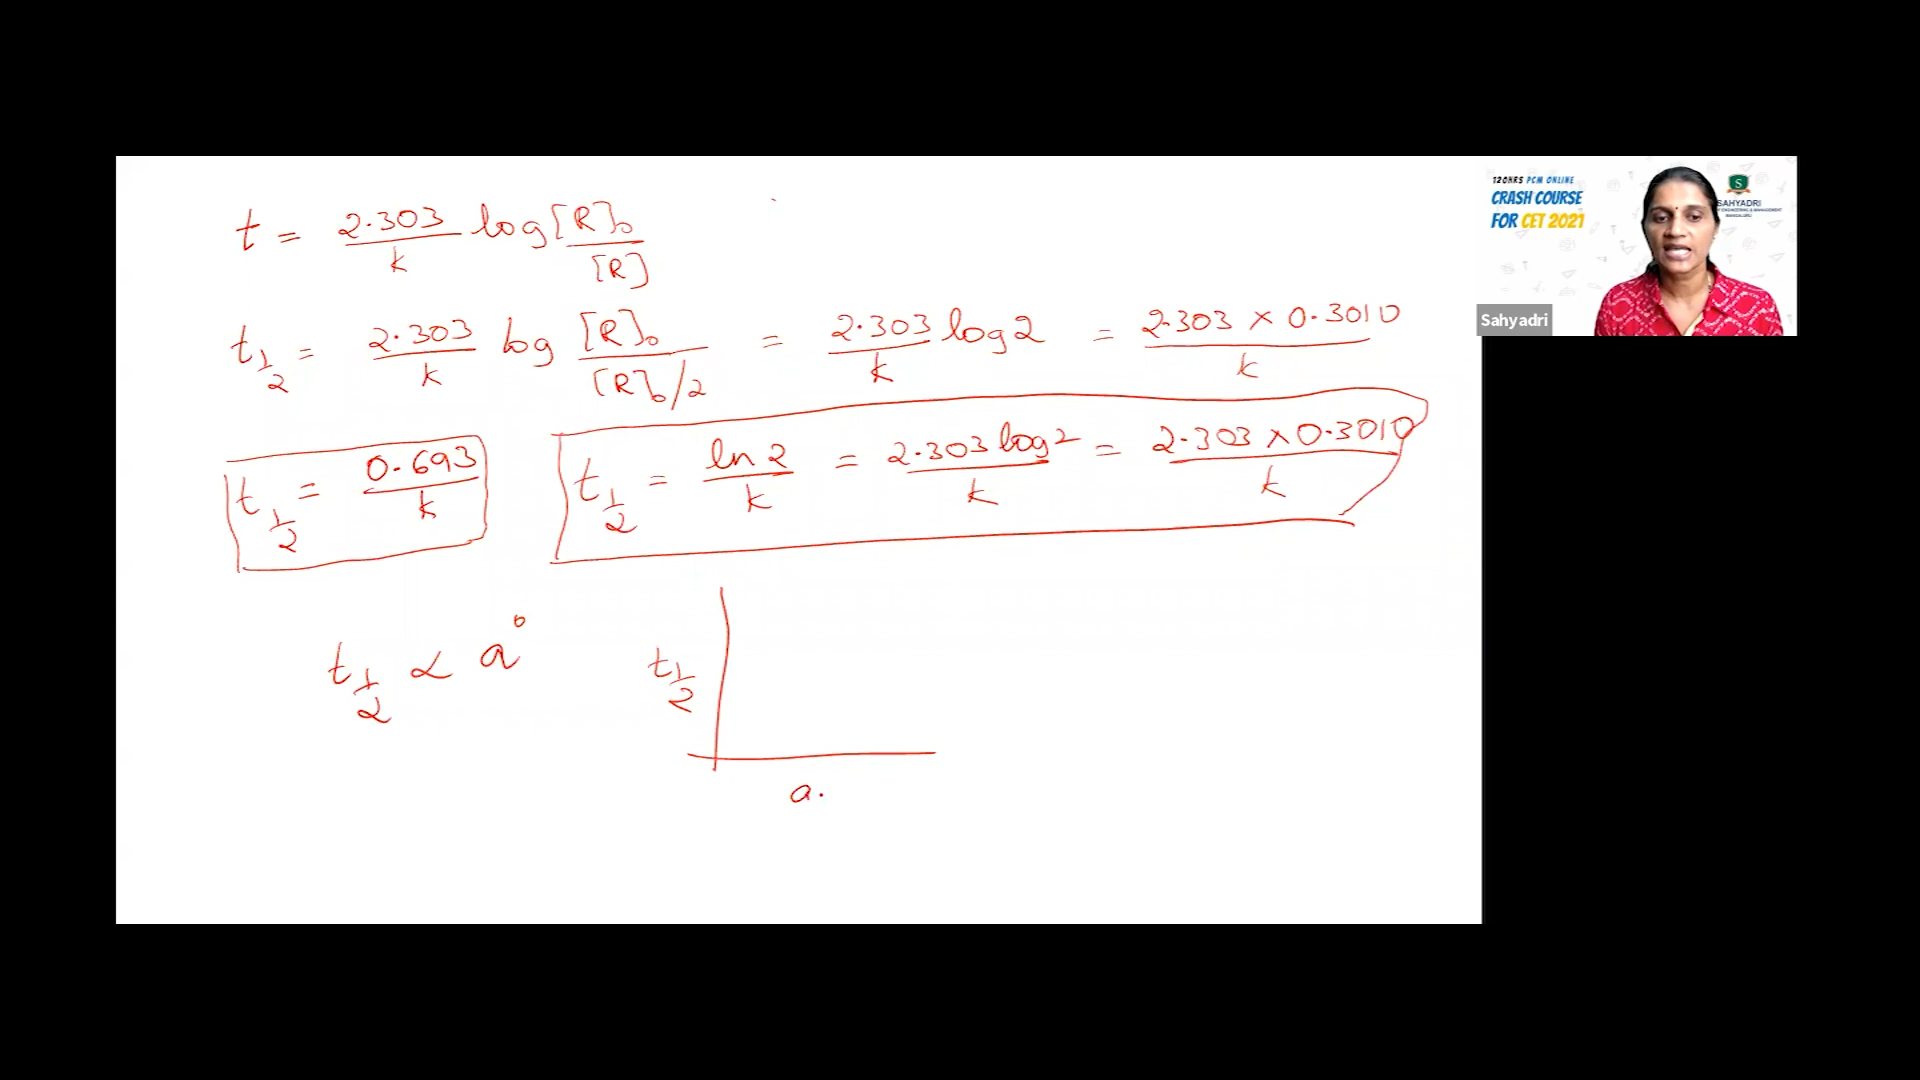 t = 2.303/k log [R]₀/[R]
t½ = 2.303/k log [R]₀/[R]₀/2 = 2.303/k log 2 = 2.303 × 0.3010/k
t½ = 0.693/k
t½ = ln 2/k = 2.303 log 2/k = 2.303 × 0.3010/k
t½ ∝ a⁰
t½
a.
120HRS PCM ONLINE
CRASH COURSE
FOR CET 2021
S
SAHYADRI
MANGALURU
Sahyadri